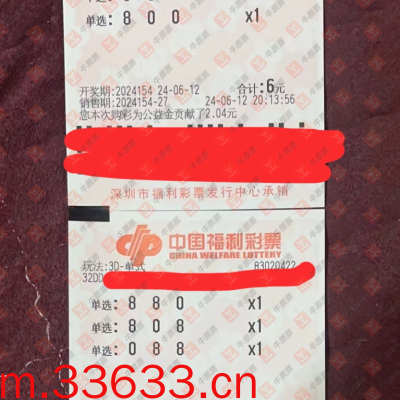 单选: 8 0 0 x1
开奖期:2024154 24-06-12 合计:6元
销售期:2024154-27 24-06-12 20:13:56
您本次购彩为公益金贡献了2.04元
深圳市福利彩票发行中心承销
中国福利彩票
CHINA WELFARE LOTTERY
玩法:3D-单式 83020422
32DD
单选: 8 8 0 x1
单选: 8 0 8 x1
单选: 0 8 8 x1
m.33633.cn